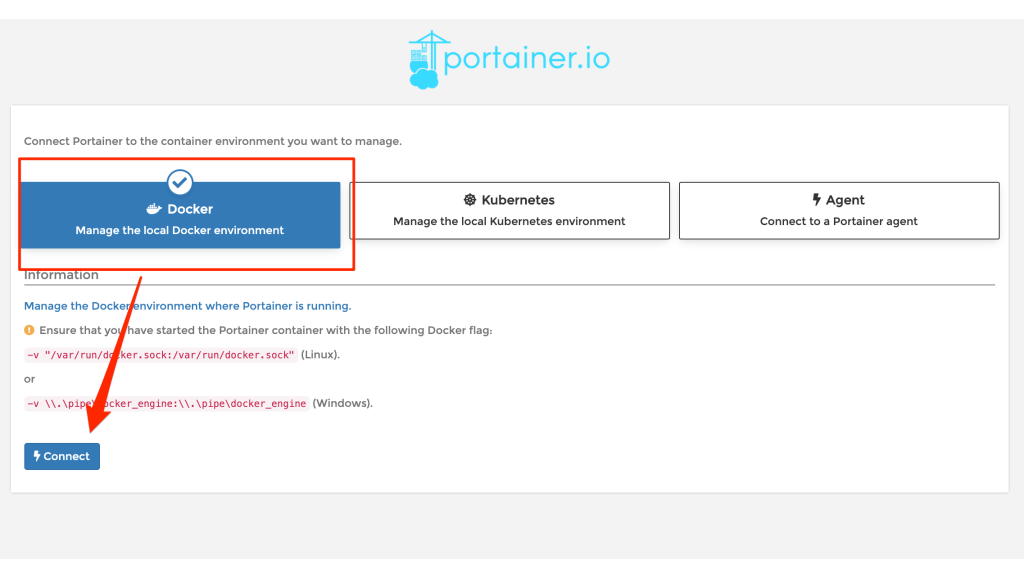 portainer.io
Connect Portainer to the container environment you want to manage.
Docker
Manage the local Docker environment
Kubernetes
Manage the local Kubernetes environment
Agent
Connect to a Portainer agent
Information
Manage the Docker environment where Portainer is running.
Ensure that you have started the Portainer container with the following Docker flag:
-v "/var/run/docker.sock:/var/run/docker.sock" (Linux).
or
-v \\.\pipe\docker_engine:\\.\pipe\docker_engine (Windows).
Connect